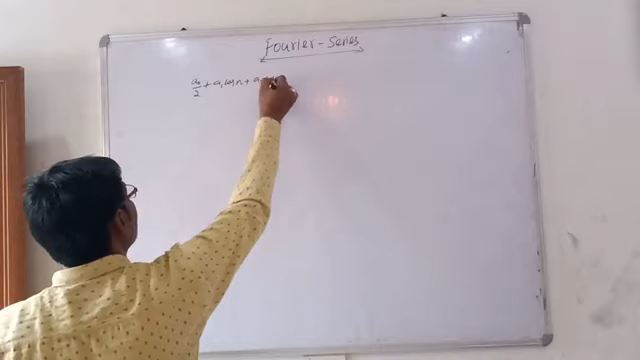 Fourier - Series
a₀/2 + a₁ cos x + a